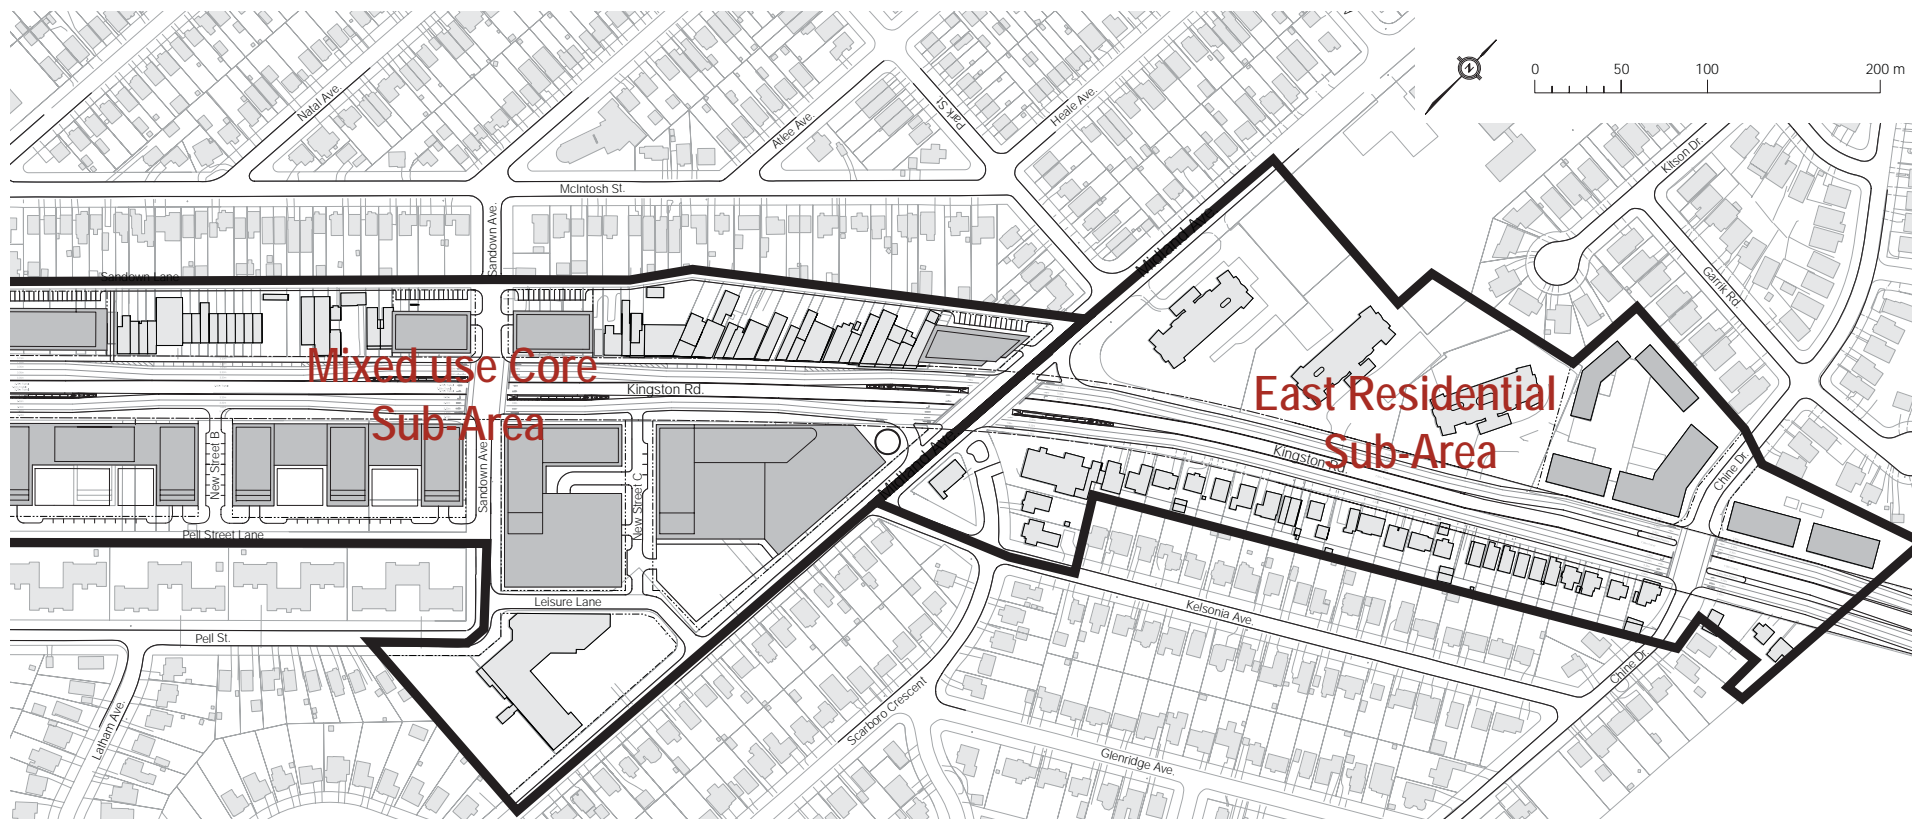 0 50 100 200 m
N
Natal Ave.
Atlee Ave.
Park St
Heale Ave.
Kitson Dr.
McIntosh St.
Sandown Ave.
Midland Ave.
Garrik Rd
Sandown Lane
Mixed use Core
Sub-Area
Kingston Rd.
East Residential
Sub-Area
Kingston Rd.
New Street B
Sandown Ave.
New Street C
Midland Ave.
Chine Dr.
Pell Street Lane
Leisure Lane
Pell St.
Kelsonia Ave.
Chine Dr.
Latham Ave.
Scarboro Crescent
Glenridge Ave.